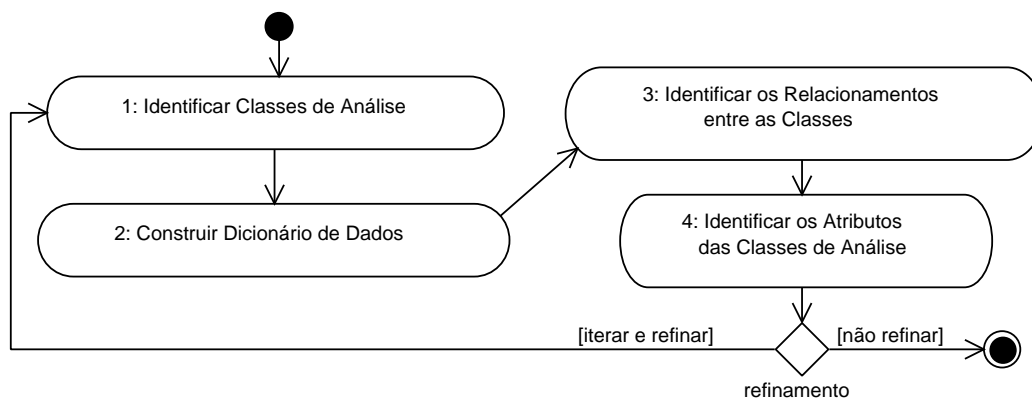 1: Identificar Classes de Análise
2: Construir Dicionário de Dados
3: Identificar os Relacionamentos
entre as Classes
4: Identificar os Atributos
das Classes de Análise
[iterar e refinar]
[não refinar]
refinamento